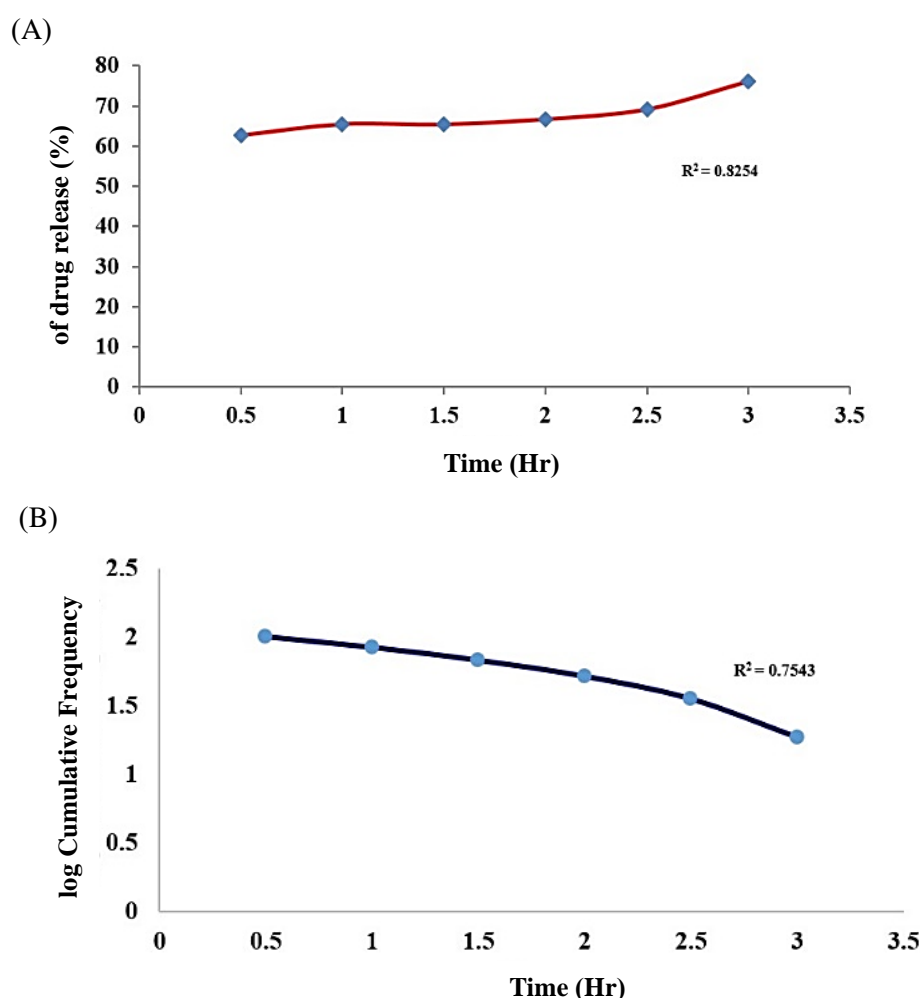 (A)
80
70
60
50
40
30
20
10
0
of drug release (%)
R² = 0.8254
0 0.5 1 1.5 2 2.5 3 3.5
Time (Hr)
(B)
2.5
2
1.5
1
0.5
0
log Cumulative Frequency
R² = 0.7543
0 0.5 1 1.5 2 2.5 3 3.5
Time (Hr)